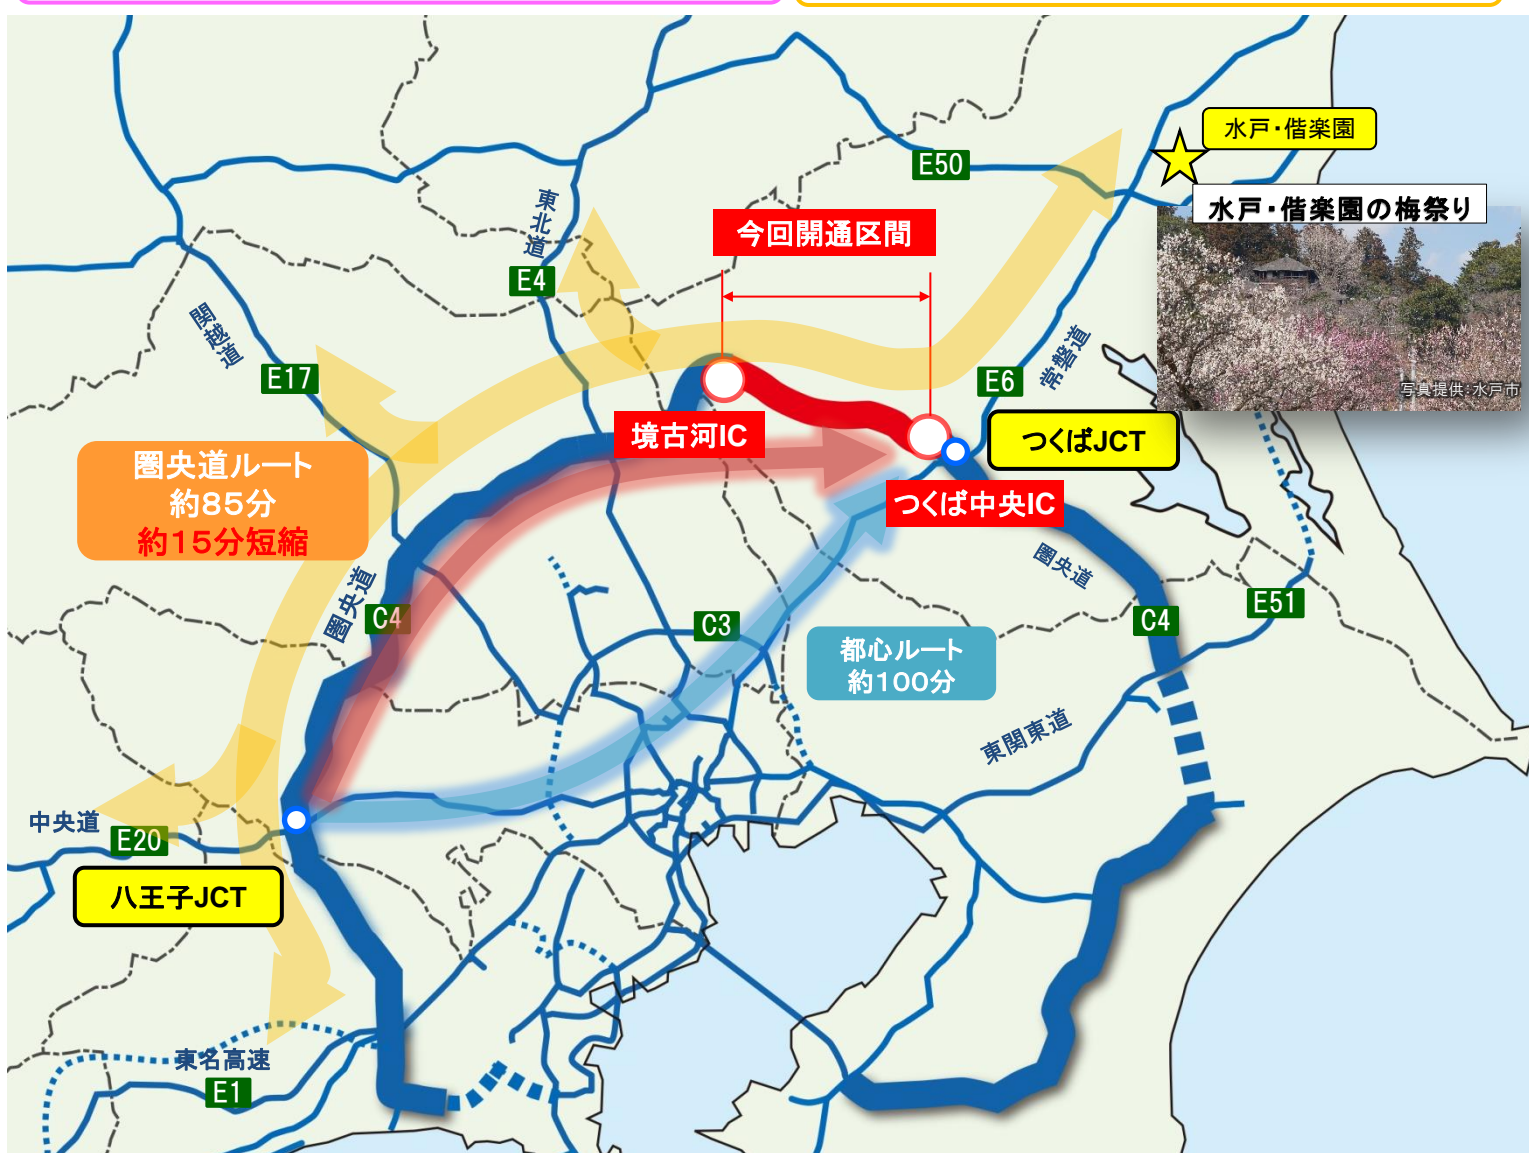 水戸・偕楽園
E50
水戸・偕楽園の梅祭り
東北道
今回開通区間
E4
関越道
常磐道
E17
E6
写真提供：水戸市
境古河IC
つくばJCT
圏央道ルート
約85分
約15分短縮
つくば中央IC
圏央道
圏央道
C4
C3
C4
E51
都心ルート
約100分
東関東道
中央道
E20
八王子JCT
東名高速
E1